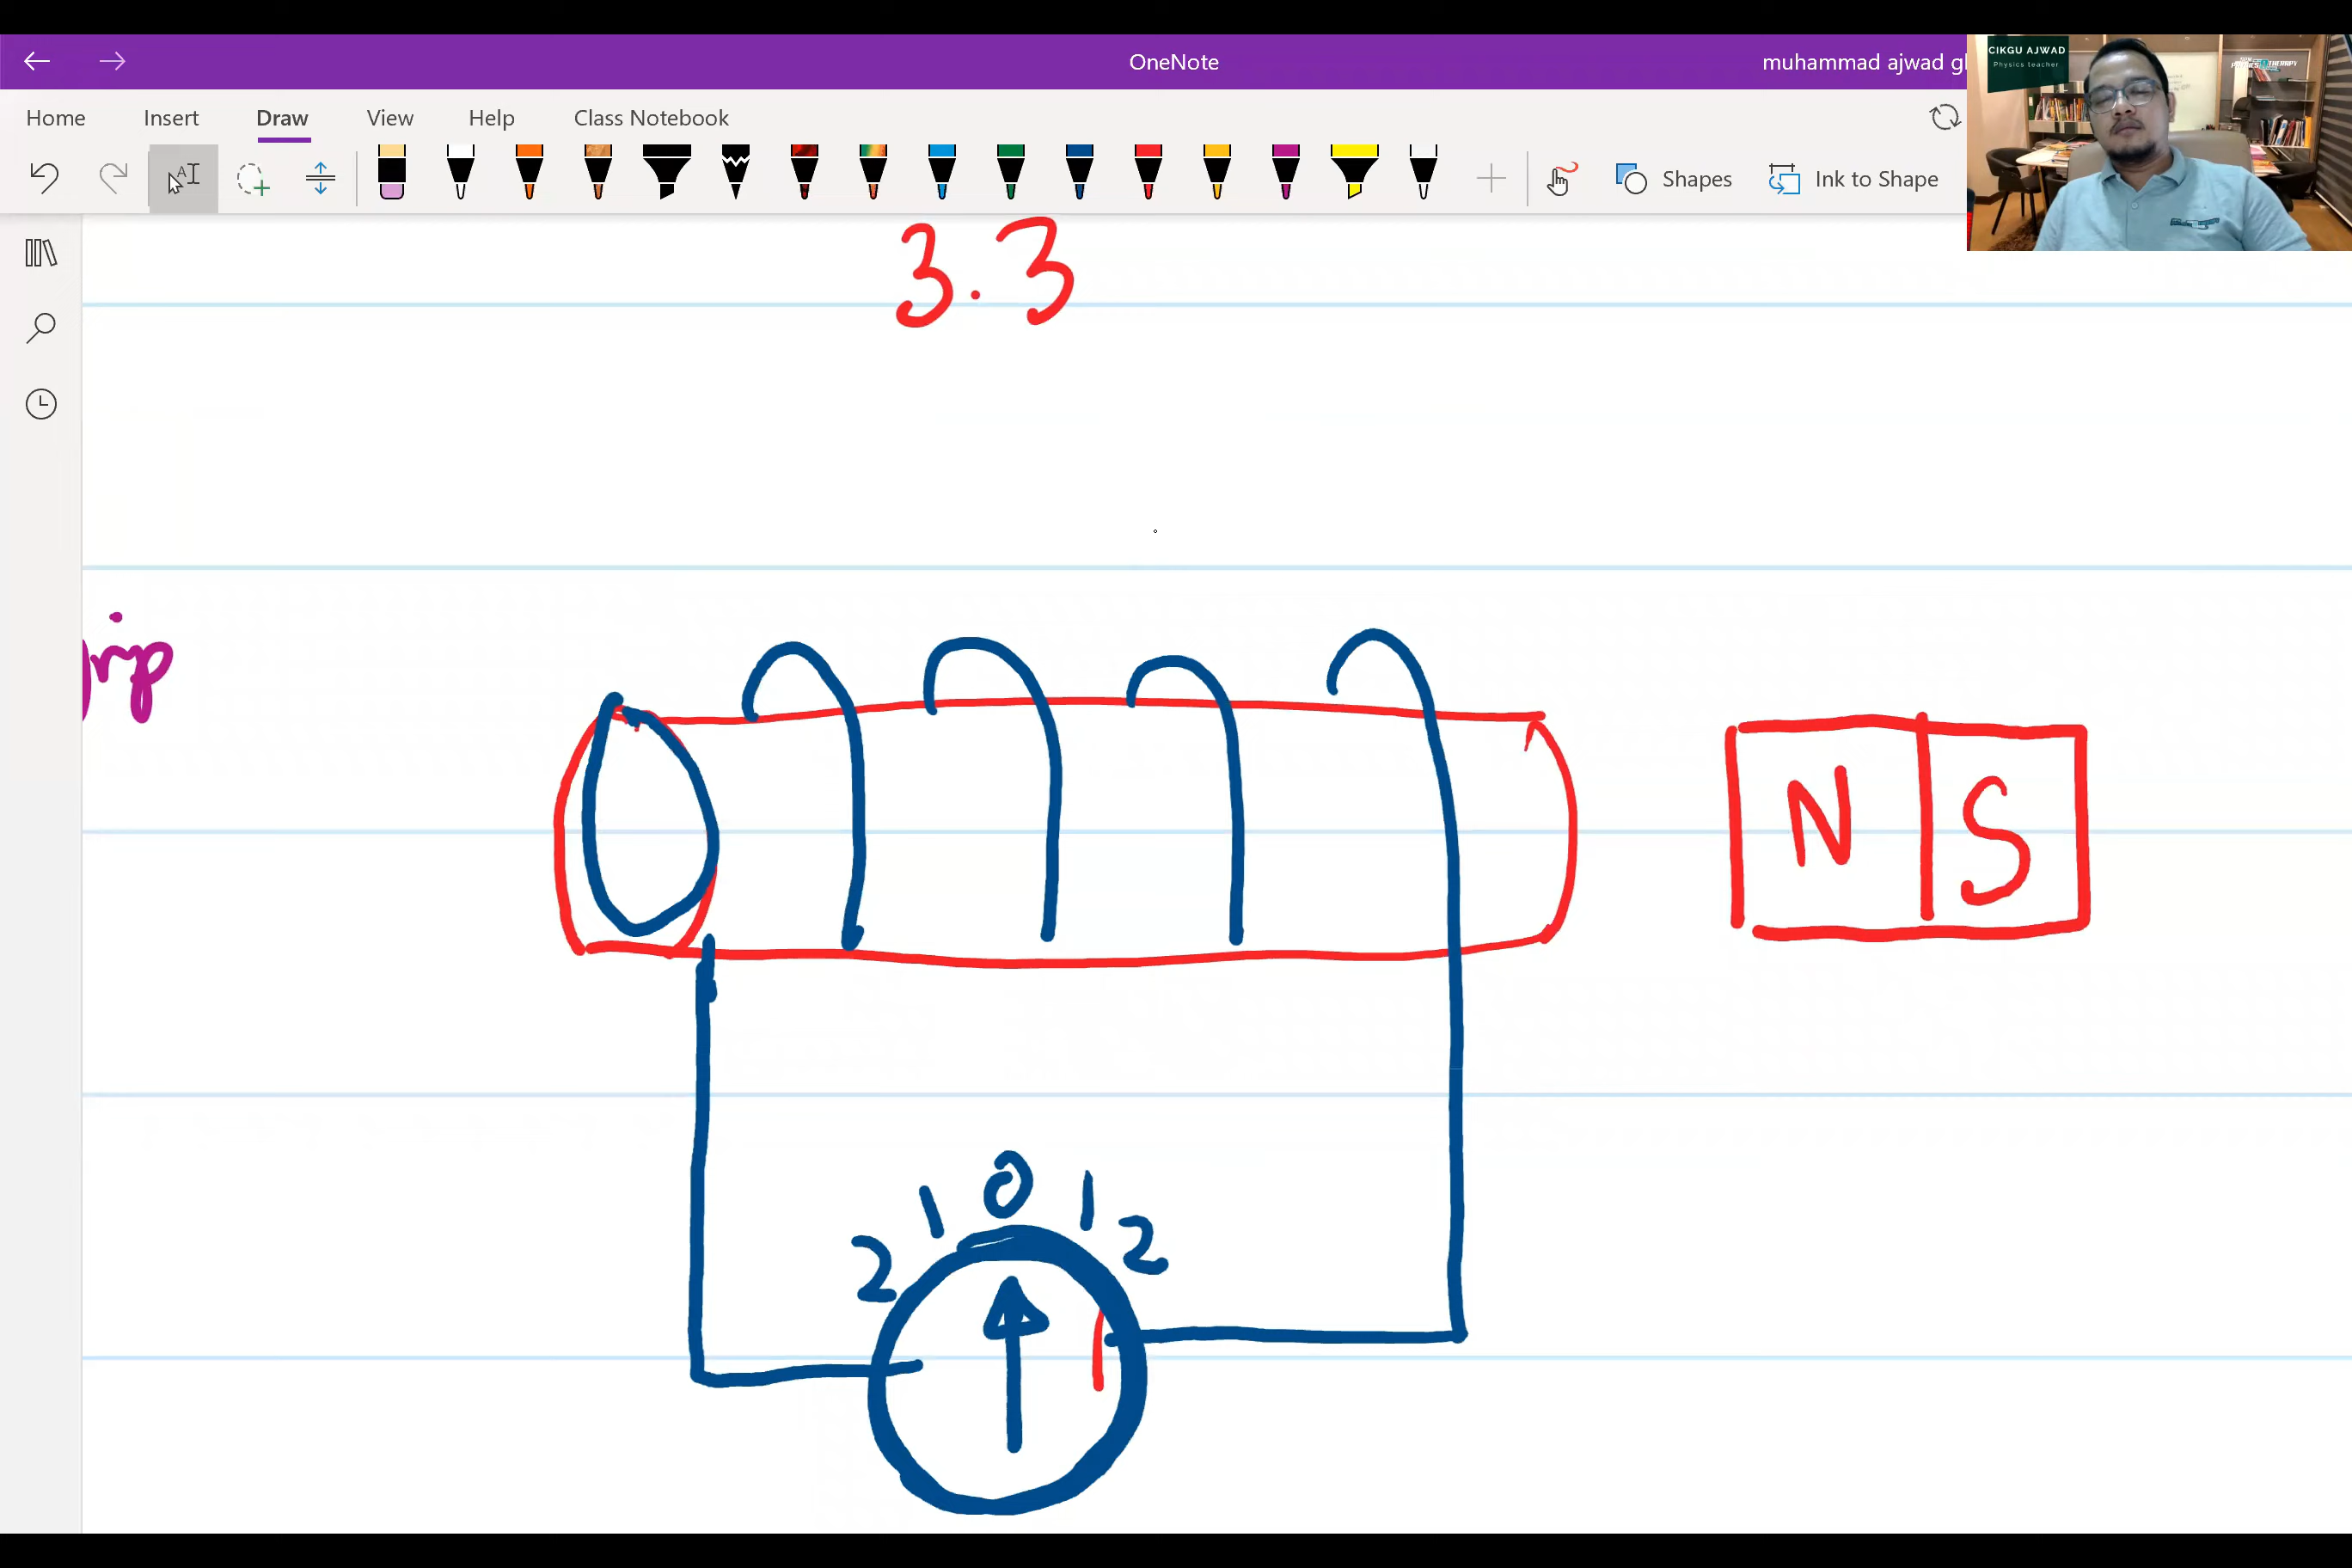 OneNote
muhammad ajwad gl
CIKGU AJWAD
Physics teacher
Home Insert Draw View Help Class Notebook
Shapes Ink to Shape
3.3
rip
N S
2 1 0 1 2